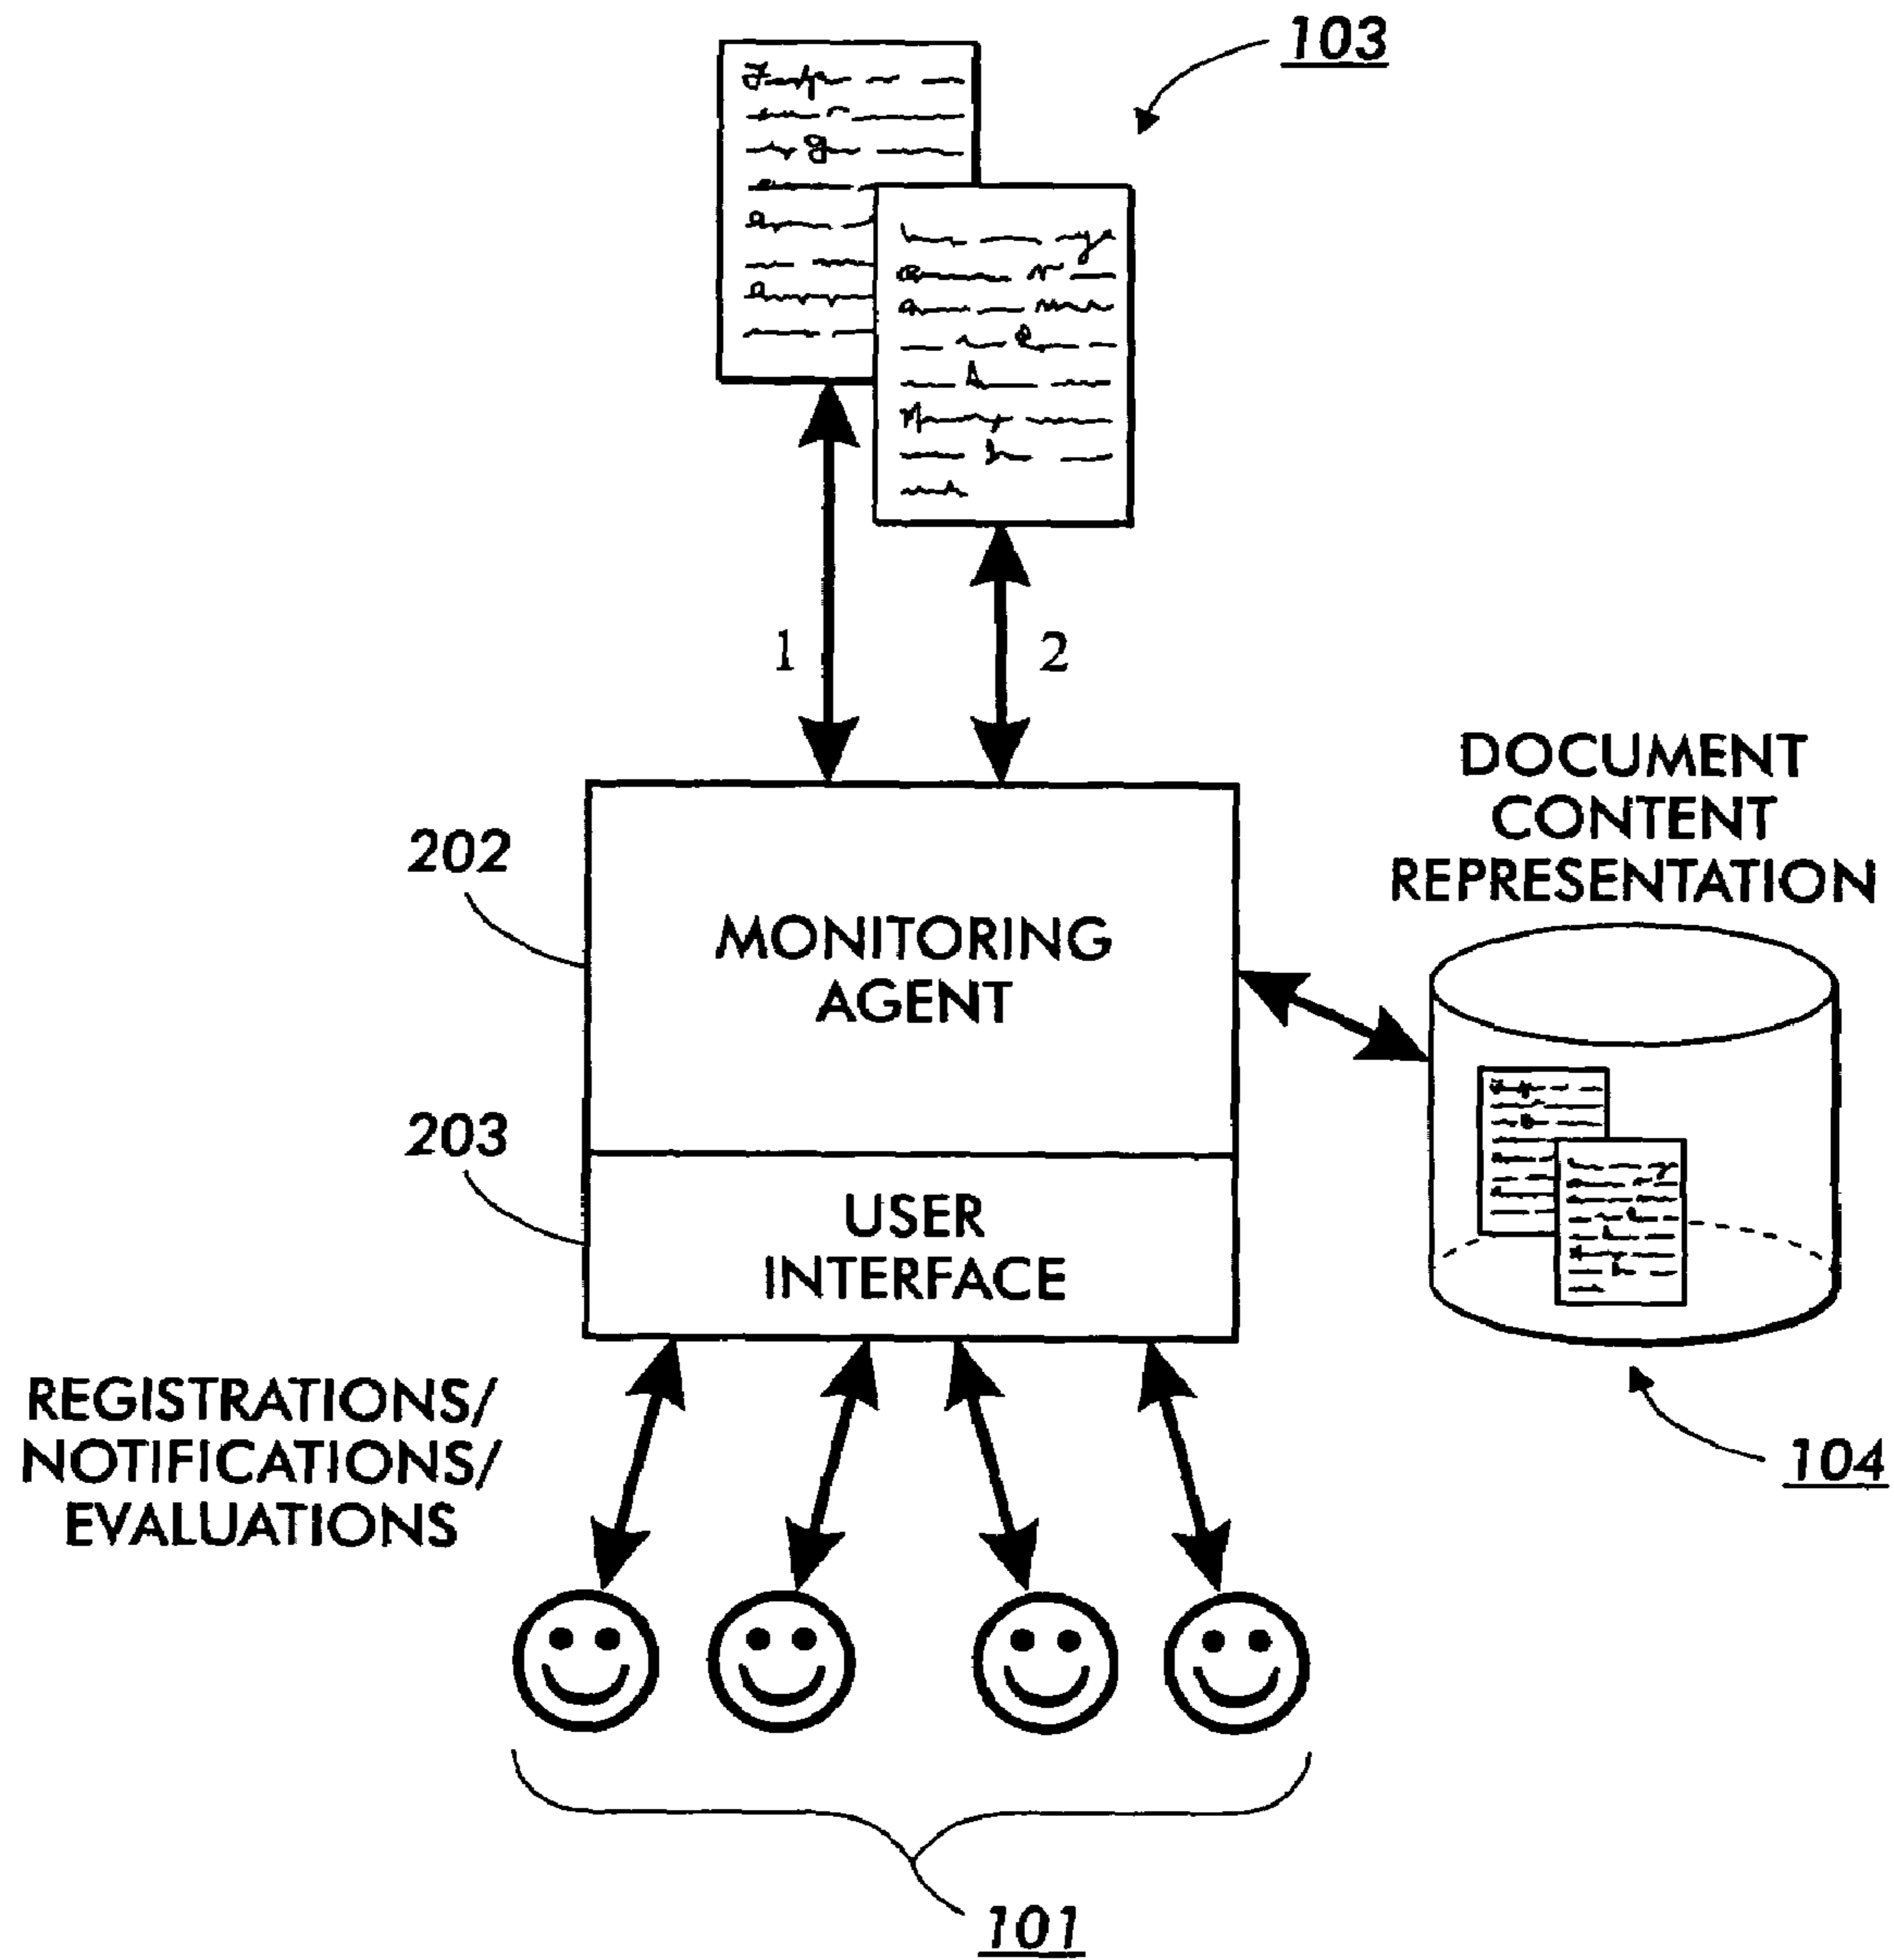 103
1
2
DOCUMENT
CONTENT
REPRESENTATION
202
MONITORING
AGENT
203
USER
INTERFACE
REGISTRATIONS/
NOTIFICATIONS/
EVALUATIONS
104
101